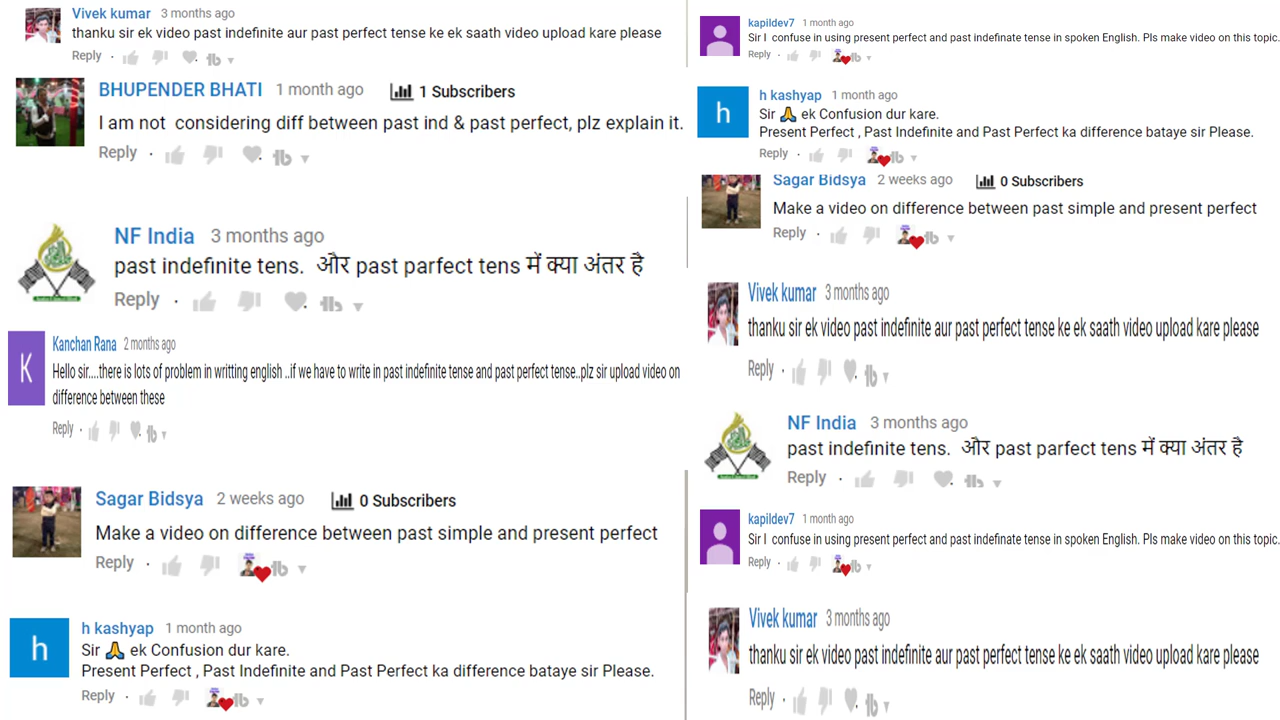 Vivek kumar 3 months ago
thanku sir ek video past indefinite aur past perfect tense ke ek saath video upload kare please
Reply
BHUPENDER BHATI 1 month ago 1 Subscribers
I am not considering diff between past ind & past perfect, plz explain it.
Reply
NF India 3 months ago
past indefinite tens. और past parfect tens में क्या अंतर है
Reply
K
Kanchan Rana 2 months ago
Hello sir....there is lots of problem in writting english ..if we have to write in past indefinite tense and past perfect tense..plz sir upload video on
difference between these
Reply
Sagar Bidsya 2 weeks ago 0 Subscribers
Make a video on difference between past simple and present perfect
Reply
h
h kashyap 1 month ago
Sir 🙏 ek Confusion dur kare.
Present Perfect , Past Indefinite and Past Perfect ka difference bataye sir Please.
Reply
kapildev7 1 month ago
Sir I confuse in using present perfect and past indefinate tense in spoken English. Pls make video on this topic.
Reply
h
h kashyap 1 month ago
Sir 🙏 ek Confusion dur kare.
Present Perfect , Past Indefinite and Past Perfect ka difference bataye sir Please.
Reply
Sagar Bidsya 2 weeks ago 0 Subscribers
Make a video on difference between past simple and present perfect
Reply
Vivek kumar 3 months ago
thanku sir ek video past indefinite aur past perfect tense ke ek saath video upload kare please
Reply
NF India 3 months ago
past indefinite tens. और past parfect tens में क्या अंतर है
Reply
kapildev7 1 month ago
Sir I confuse in using present perfect and past indefinate tense in spoken English. Pls make video on this topic.
Reply
Vivek kumar 3 months ago
thanku sir ek video past indefinite aur past perfect tense ke ek saath video upload kare please
Reply